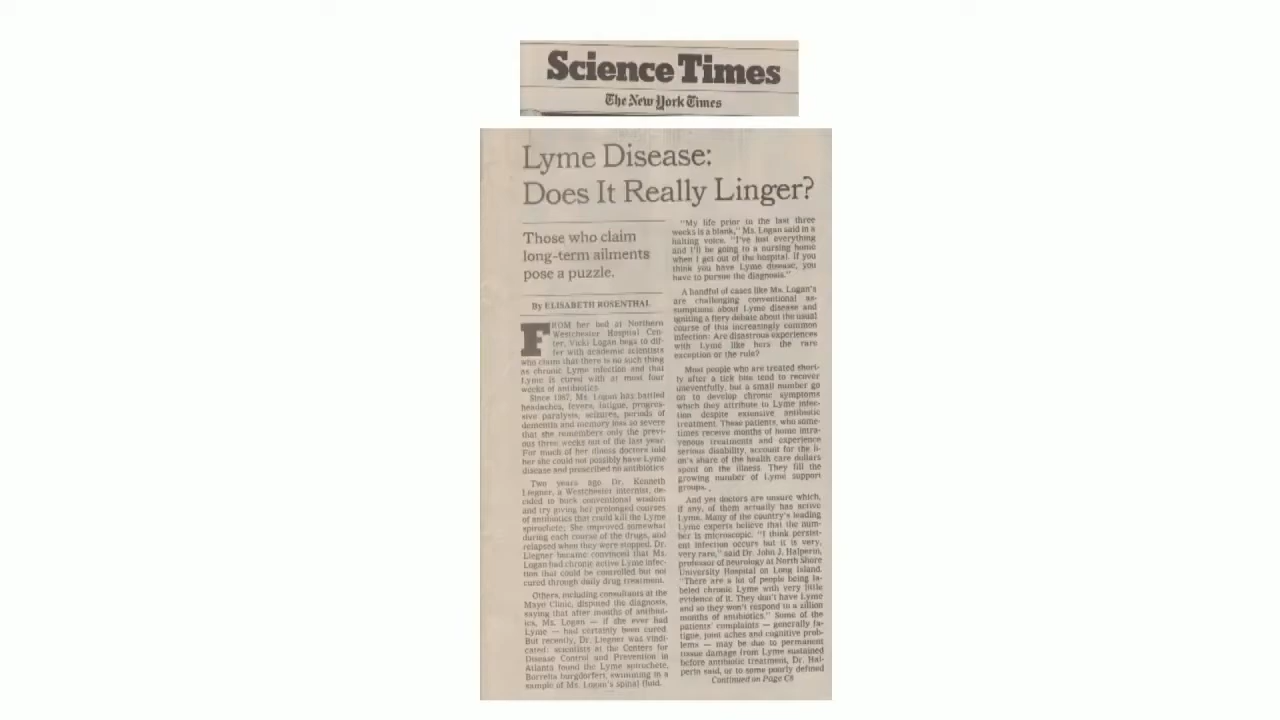 Science Times
The New York Times
Lyme Disease:
Does It Really Linger?
Those who claim
long-term ailments
pose a puzzle.
By ELISABETH ROSENTHAL
FROM her bed at Northern
Westchester Hospital Cen-
ter, Vicki Logan begs to dif-
fer with academic scientists
who claim that there is no such thing
as chronic Lyme infection and that
Lyme is cured with at most four
weeks of antibiotics.
Since 1987, Ms. Logan has battled
headaches, fevers, fatigue, progres-
sive paralysis, seizures, periods of
dementia and memory loss so severe
that she remembers only the previ-
ous three weeks out of the last year.
For much of her illness doctors told
her she could not possibly have Lyme
disease and prescribed no antibiotics.
Two years ago Dr. Kenneth
Liegner, a Westchester internist, de-
cided to buck conventional wisdom
and try giving her prolonged courses
of antibiotics that could kill the Lyme
spirochete; She improved somewhat
during each course of the drugs, and
relapsed when they were stopped. Dr.
Liegner became convinced that Ms.
Logan had chronic active Lyme infec-
tion that could be controlled but not
cured through daily drug treatment.
Others, including consultants at the
Mayo Clinic, disputed the diagnosis,
saying that after months of antibiot-
ics, Ms. Logan — if she ever had
Lyme — had certainly been cured.
But recently, Dr. Liegner was vindi-
cated: scientists at the Centers for
Disease Control and Prevention in
Atlanta found the Lyme spirochete,
Borrelia burgdorferi, swimming in a
sample of Ms. Logan's spinal fluid.
"My life prior to the last three
weeks is a blank," Ms. Logan said in a
halting voice. "I've lost everything
and I'll be going to a nursing home
when I get out of the hospital. If you
think you have Lyme disease, you
have to pursue the diagnosis."
A handful of cases like Ms. Logan's
are challenging conventional as-
sumptions about Lyme disease and
igniting a fiery debate about the usual
course of this increasingly common
infection: Are disastrous experiences
with Lyme like hers the rare
exception or the rule?
Most people who are treated short-
ly after a tick bite tend to recover
uneventfully, but a small number go
on to develop chronic symptoms
which they attribute to Lyme infec-
tion despite extensive antibiotic
treatment. These patients, who some-
times receive months of home intra-
venous treatments and experience
serious disability, account for the li-
on's share of the health care dollars
spent on the illness. They fill the
growing number of Lyme support
groups.
And yet doctors are unsure which,
if any, of them actually has active
Lyme. Many of the country's leading
Lyme experts believe that the num-
ber is microscopic. "I think persist-
ent infection occurs but it is very,
very rare," said Dr. John J. Halperin,
professor of neurology at North Shore
University Hospital on Long Island.
"There are a lot of people being la-
beled chronic Lyme with very little
evidence of it. They don't have Lyme
and so they won't respond to a zillion
months of antibiotics." Some of the
patients' complaints — generally fa-
tigue, joint aches and cognitive prob-
lems — may be due to permanent
tissue damage from Lyme sustained
before antibiotic treatment, Dr. Hal-
perin said, or to some poorly defined
Continued on Page C8